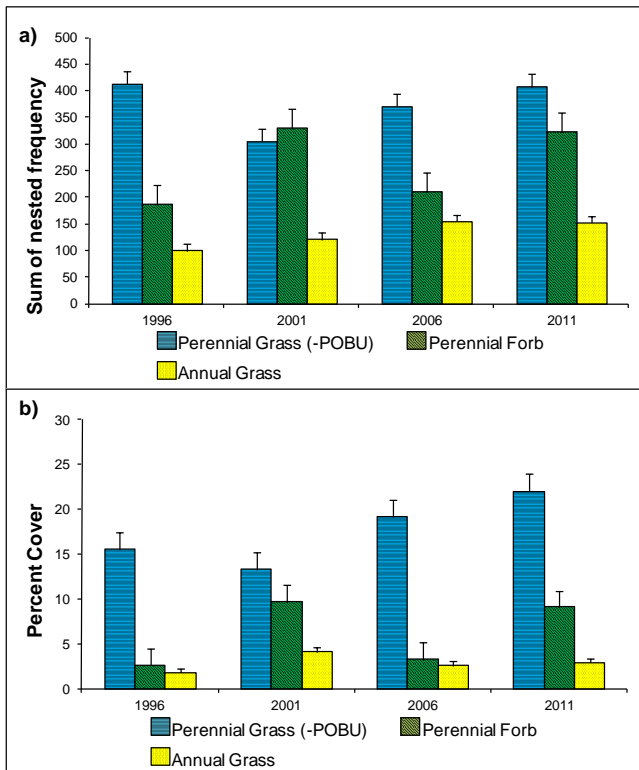 a)
Sum of nested frequency
500
450
400
350
300
250
200
150
100
50
0
1996 2001 2006 2011
Perennial Grass (-POBU) Perennial Forb
Annual Grass
b)
Percent Cover
30
25
20
15
10
5
0
1996 2001 2006 2011
Perennial Grass (-POBU) Perennial Forb
Annual Grass